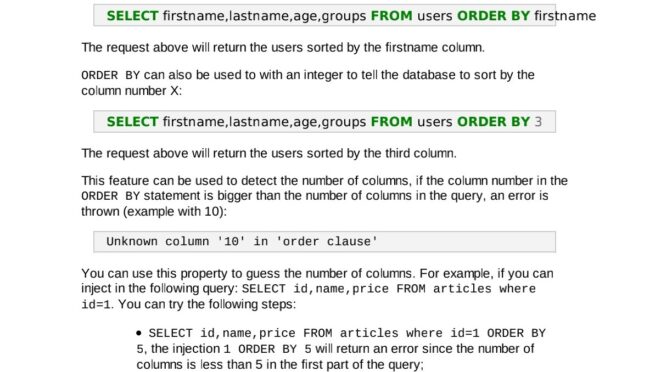 SELECT firstname,lastname,age,groups FROM users ORDER BY firstname
The request above will return the users sorted by the firstname column.
ORDER BY can also be used to with an integer to tell the database to sort by the
column number X:
SELECT firstname,lastname,age,groups FROM users ORDER BY 3
The request above will return the users sorted by the third column.
This feature can be used to detect the number of columns, if the column number in the
ORDER BY statement is bigger than the number of columns in the query, an error is
thrown (example with 10):
Unknown column '10' in 'order clause'
You can use this property to guess the number of columns. For example, if you can
inject in the following query: SELECT id,name,price FROM articles where
id=1. You can try the following steps:
• SELECT id,name,price FROM articles where id=1 ORDER BY
5, the injection 1 ORDER BY 5 will return an error since the number of
columns is less than 5 in the first part of the query;